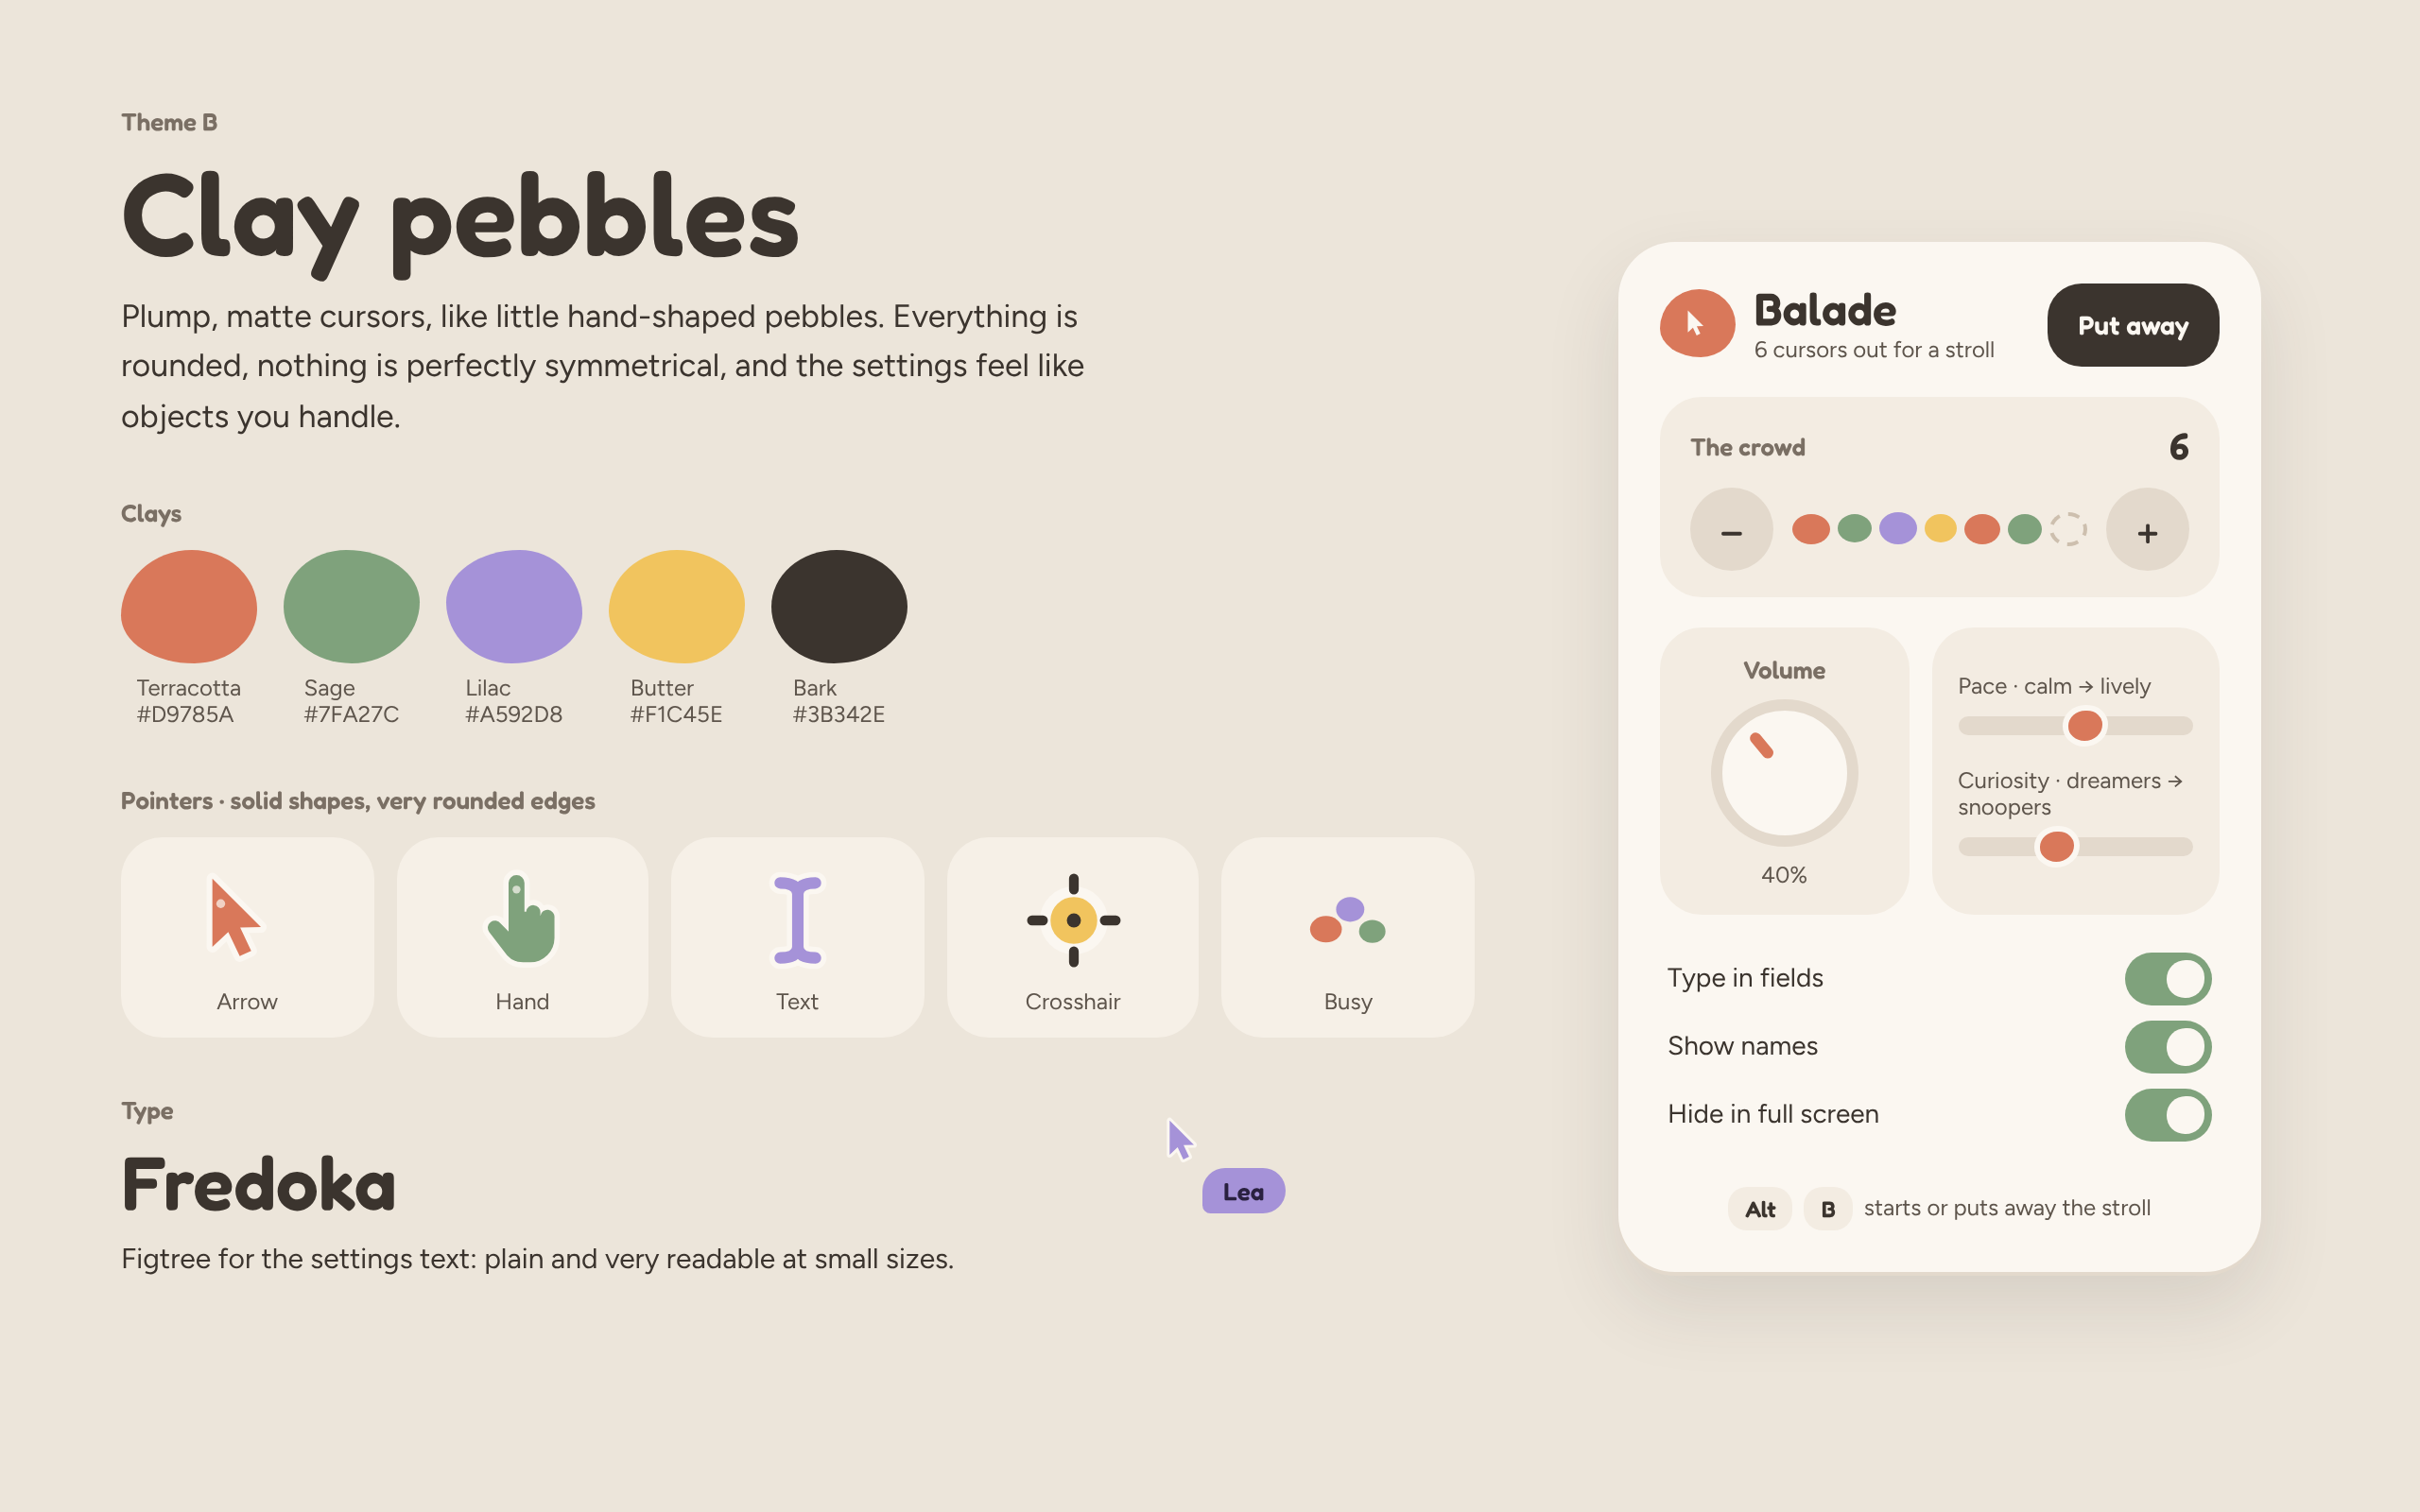 Theme B
Clay pebbles
Plump, matte cursors, like little hand-shaped pebbles. Everything is
rounded, nothing is perfectly symmetrical, and the settings feel like
objects you handle.
Clays
Terracotta
#D9785A
Sage
#7FA27C
Lilac
#A592D8
Butter
#F1C45E
Bark
#3B342E
Pointers · solid shapes, very rounded edges
Arrow
Hand
Text
Crosshair
Busy
Type
Fredoka
Figtree for the settings text: plain and very readable at small sizes.
Lea
Balade
6 cursors out for a stroll
Put away
The crowd
6
−
+
Volume
40%
Pace · calm → lively
Curiosity · dreamers →
snoopers
Type in fields
Show names
Hide in full screen
Alt B starts or puts away the stroll